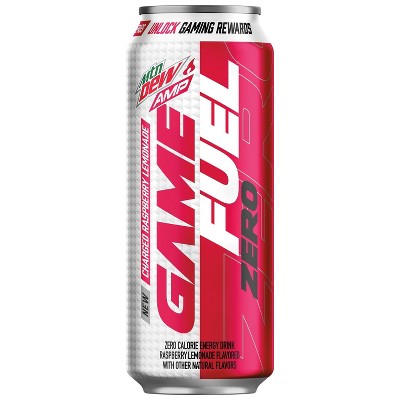 UNLOCK GAMING REWARDS
mtn
DEW
AMP
GAME
FUEL
ZERO
CHARGED RASPBERRY LEMONADE
NEW
ZERO CALORIE ENERGY DRINK
RASPBERRY LEMONADE FLAVORED
WITH OTHER NATURAL FLAVORS